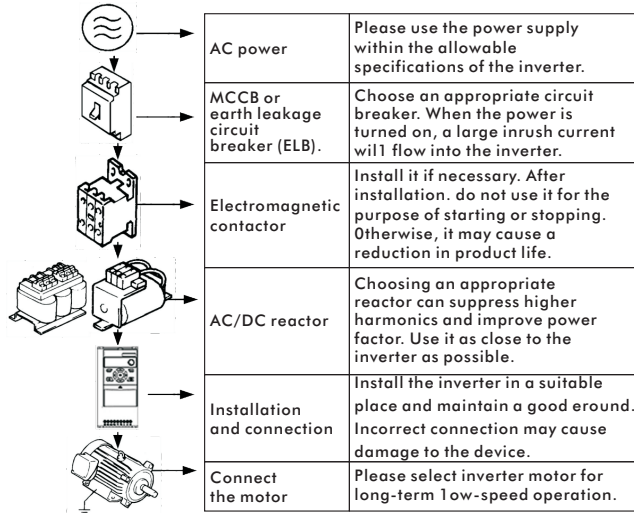 AC power
Please use the power supply
within the allowable
specifications of the inverter.
MCCB or
earth leakage
circuit
breaker (ELB).
Choose an appropriate circuit
breaker. When the power is
turned on, a large inrush current
wil1 flow into the inverter.
Electromagnetic
contactor
Install it if necessary. After
installation. do not use it for the
purpose of starting or stopping.
0therwise, it may cause a
reduction in product life.
AC/DC reactor
Choosing an appropriate
reactor can suppress higher
harmonics and improve power
factor. Use it as close to the
inverter as possible.
Installation
and connection
Install the inverter in a suitable
place and maintain a good eround.
Incorrect connection may cause
damage to the device.
Connect
the motor
Please select inverter motor for
long-term 1ow-speed operation.